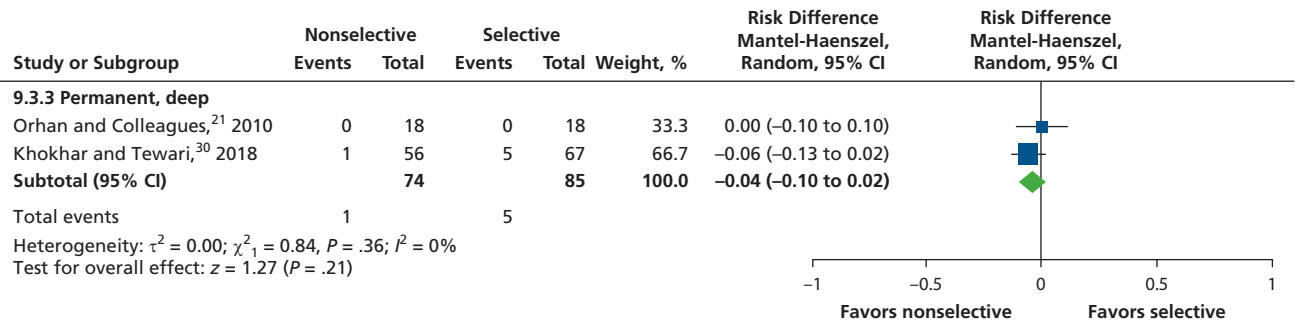 Nonselective Selective Risk Difference Mantel-Haenszel, Random, 95% CI Risk Difference Mantel-Haenszel, Random, 95% CI
Study or Subgroup Events Total Events Total Weight, %
9.3.3 Permanent, deep
Orhan and Colleagues,²¹ 2010 0 18 0 18 33.3 0.00 (–0.10 to 0.10)
Khokhar and Tewari,³⁰ 2018 1 56 5 67 66.7 –0.06 (–0.13 to 0.02)
Subtotal (95% CI) 74 85 100.0 –0.04 (–0.10 to 0.02)
Total events 1 5
Heterogeneity: τ² = 0.00; χ²₁ = 0.84, P = .36; I² = 0%
Test for overall effect: z = 1.27 (P = .21)
–1 –0.5 0 0.5 1
Favors nonselective Favors selective